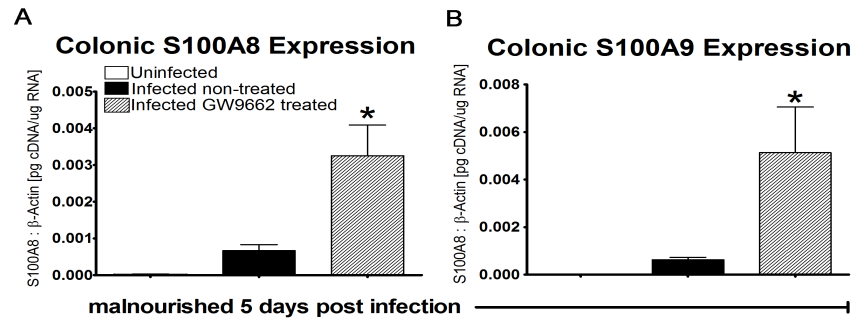 A
Colonic S100A8 Expression
Uninfected
Infected non-treated
Infected GW9662 treated
*
S100A8 : β-Actin [pg cDNA/ug RNA]
0.005
0.004
0.003
0.002
0.001
0.000
B
Colonic S100A9 Expression
*
S100A8 : β-Actin [pg cDNA/ug RNA]
0.008
0.006
0.004
0.002
0.000
malnourished 5 days post infection